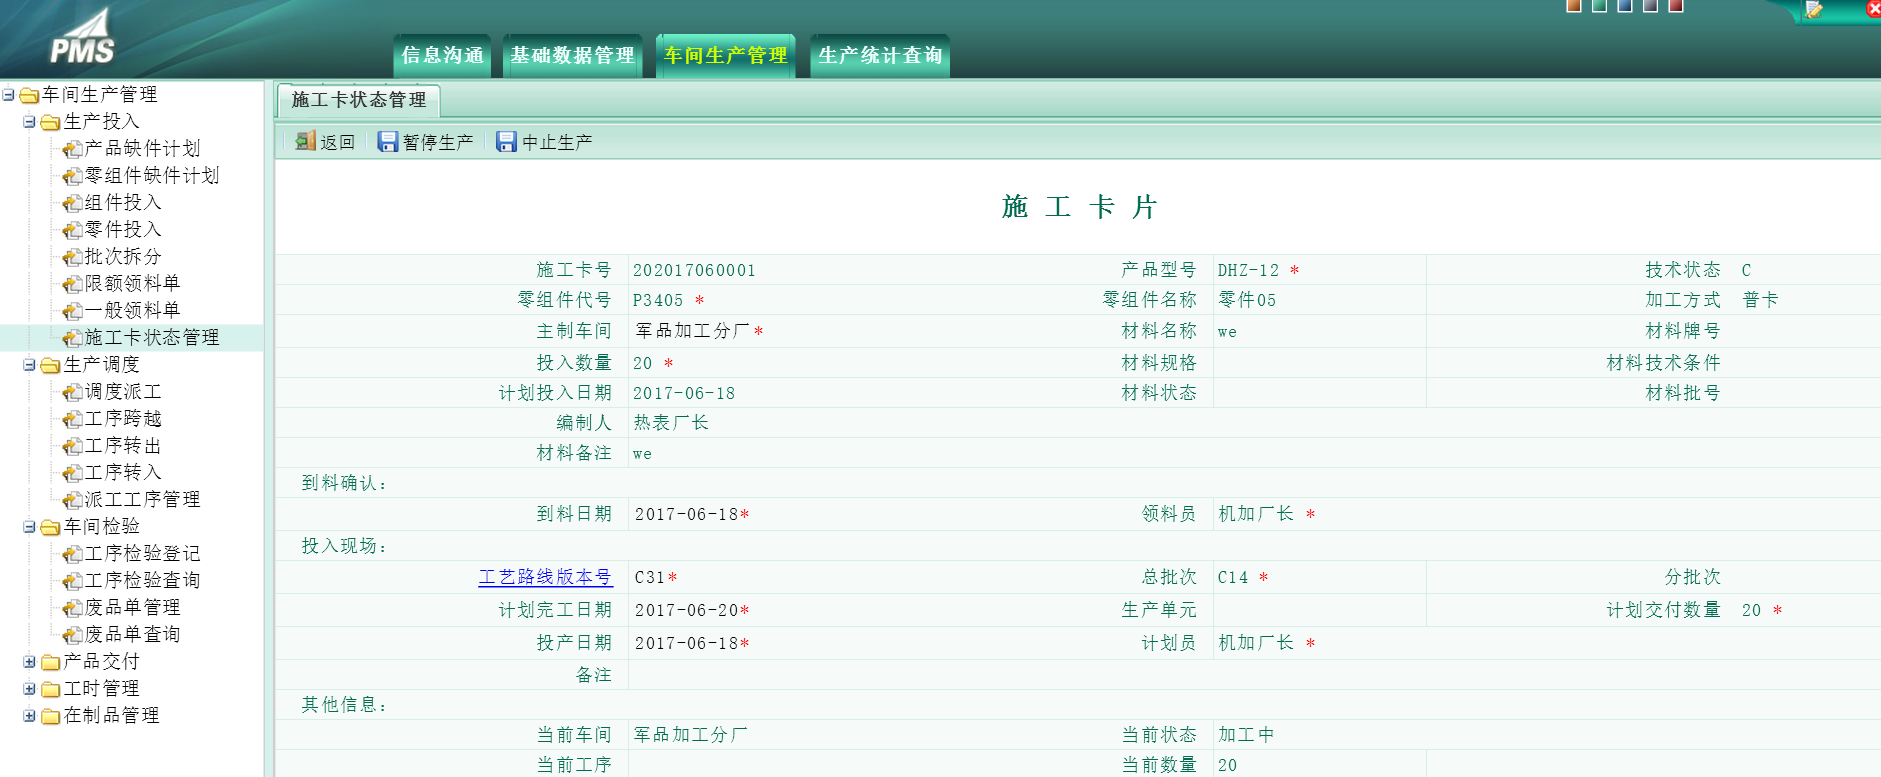 PMS
信息沟通 基础数据管理 车间生产管理 生产统计查询
车间生产管理
生产投入
产品缺件计划
零组件缺件计划
组件投入
零件投入
批次拆分
限额领料单
一般领料单
施工卡状态管理
生产调度
调度派工
工序跨越
工序转出
工序转入
派工工序管理
车间检验
工序检验登记
工序检验查询
废品单管理
废品单查询
产品交付
工时管理
在制品管理
施工卡状态管理
返回 暂停生产 中止生产
施 工 卡 片
施工卡号 202017060001 产品型号 DHZ-12 * 技术状态 C
零组件代号 P3405 * 零组件名称 零件05 加工方式 普卡
主制车间 军品加工分厂* 材料名称 we 材料牌号
投入数量 20 * 材料规格 材料技术条件
计划投入日期 2017-06-18 材料状态 材料批号
编制人 热表厂长
材料备注 we
到料确认：
到料日期 2017-06-18* 领料员 机加厂长 *
投入现场：
工艺路线版本号 C31* 总批次 C14 * 分批次
计划完工日期 2017-06-20* 生产单元 计划交付数量 20 *
投产日期 2017-06-18* 计划员 机加厂长 *
备注
其他信息：
当前车间 军品加工分厂 当前状态 加工中
当前工序 当前数量 20